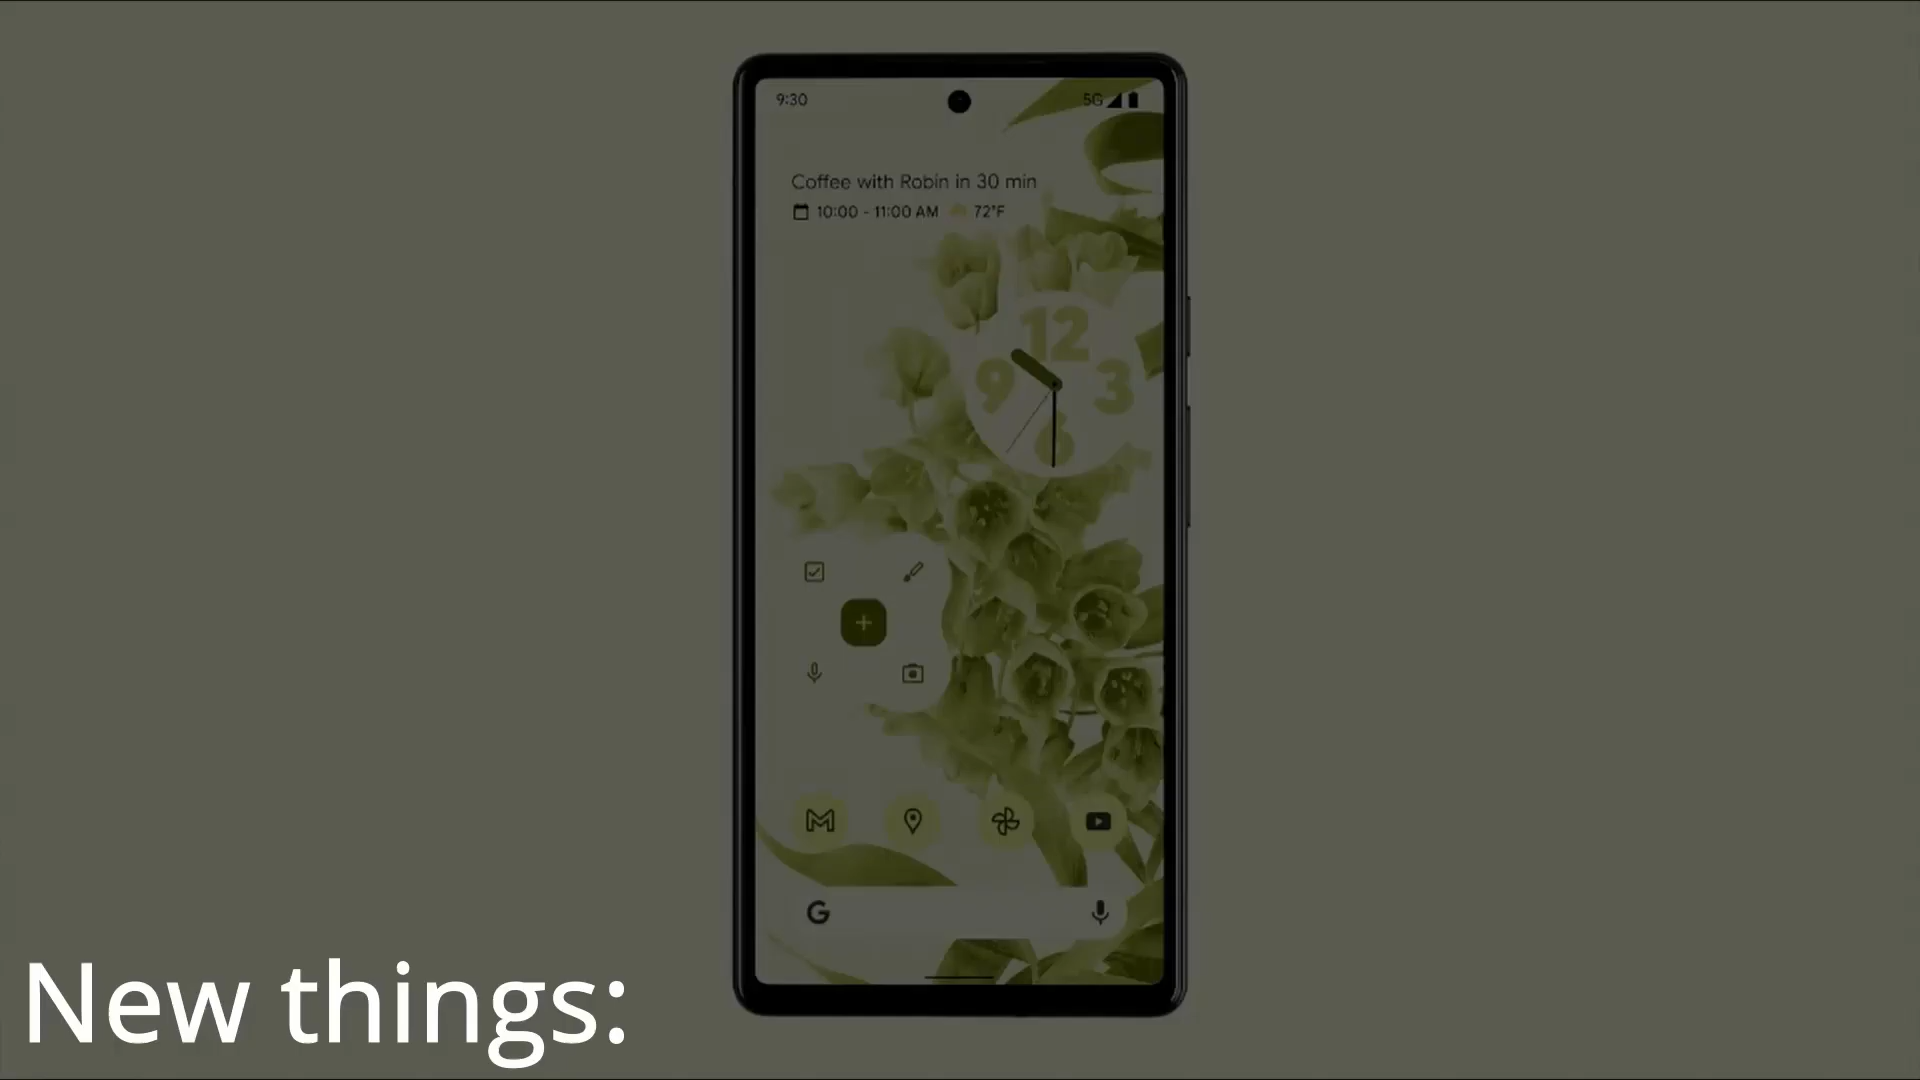 9:30
5G
Coffee with Robin in 30 min
10:00 - 11:00 AM 72°F
12
9
3
6
G
New things: